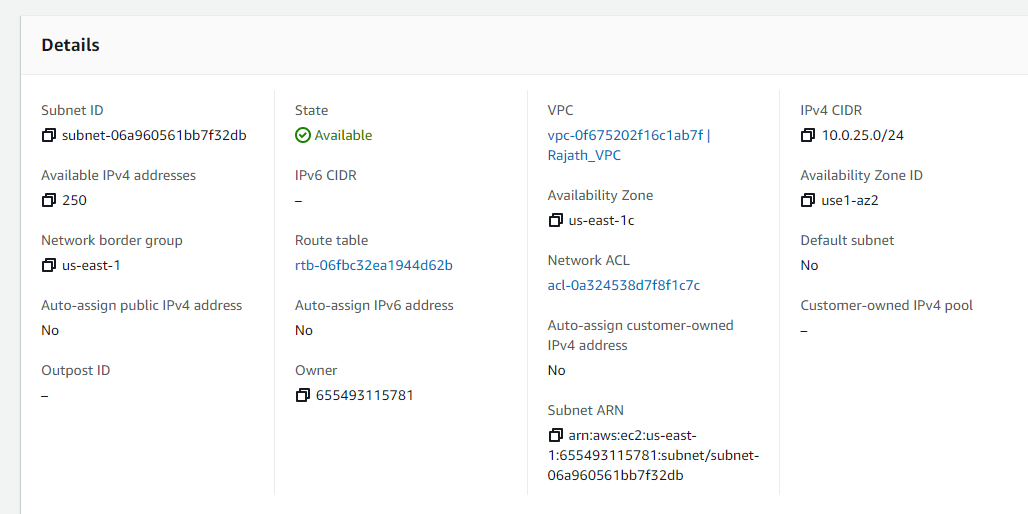 Details
Subnet ID
subnet-06a960561bb7f32db
Available IPv4 addresses
250
Network border group
us-east-1
Auto-assign public IPv4 address
No
Outpost ID
–
State
Available
IPv6 CIDR
–
Route table
rtb-06fbc32ea1944d62b
Auto-assign IPv6 address
No
Owner
655493115781
VPC
vpc-0f675202f16c1ab7f |
Rajath_VPC
Availability Zone
us-east-1c
Network ACL
acl-0a324538d7f8f1c7c
Auto-assign customer-owned
IPv4 address
No
Subnet ARN
arn:aws:ec2:us-east-
1:655493115781:subnet/subnet-
06a960561bb7f32db
IPv4 CIDR
10.0.25.0/24
Availability Zone ID
use1-az2
Default subnet
No
Customer-owned IPv4 pool
–